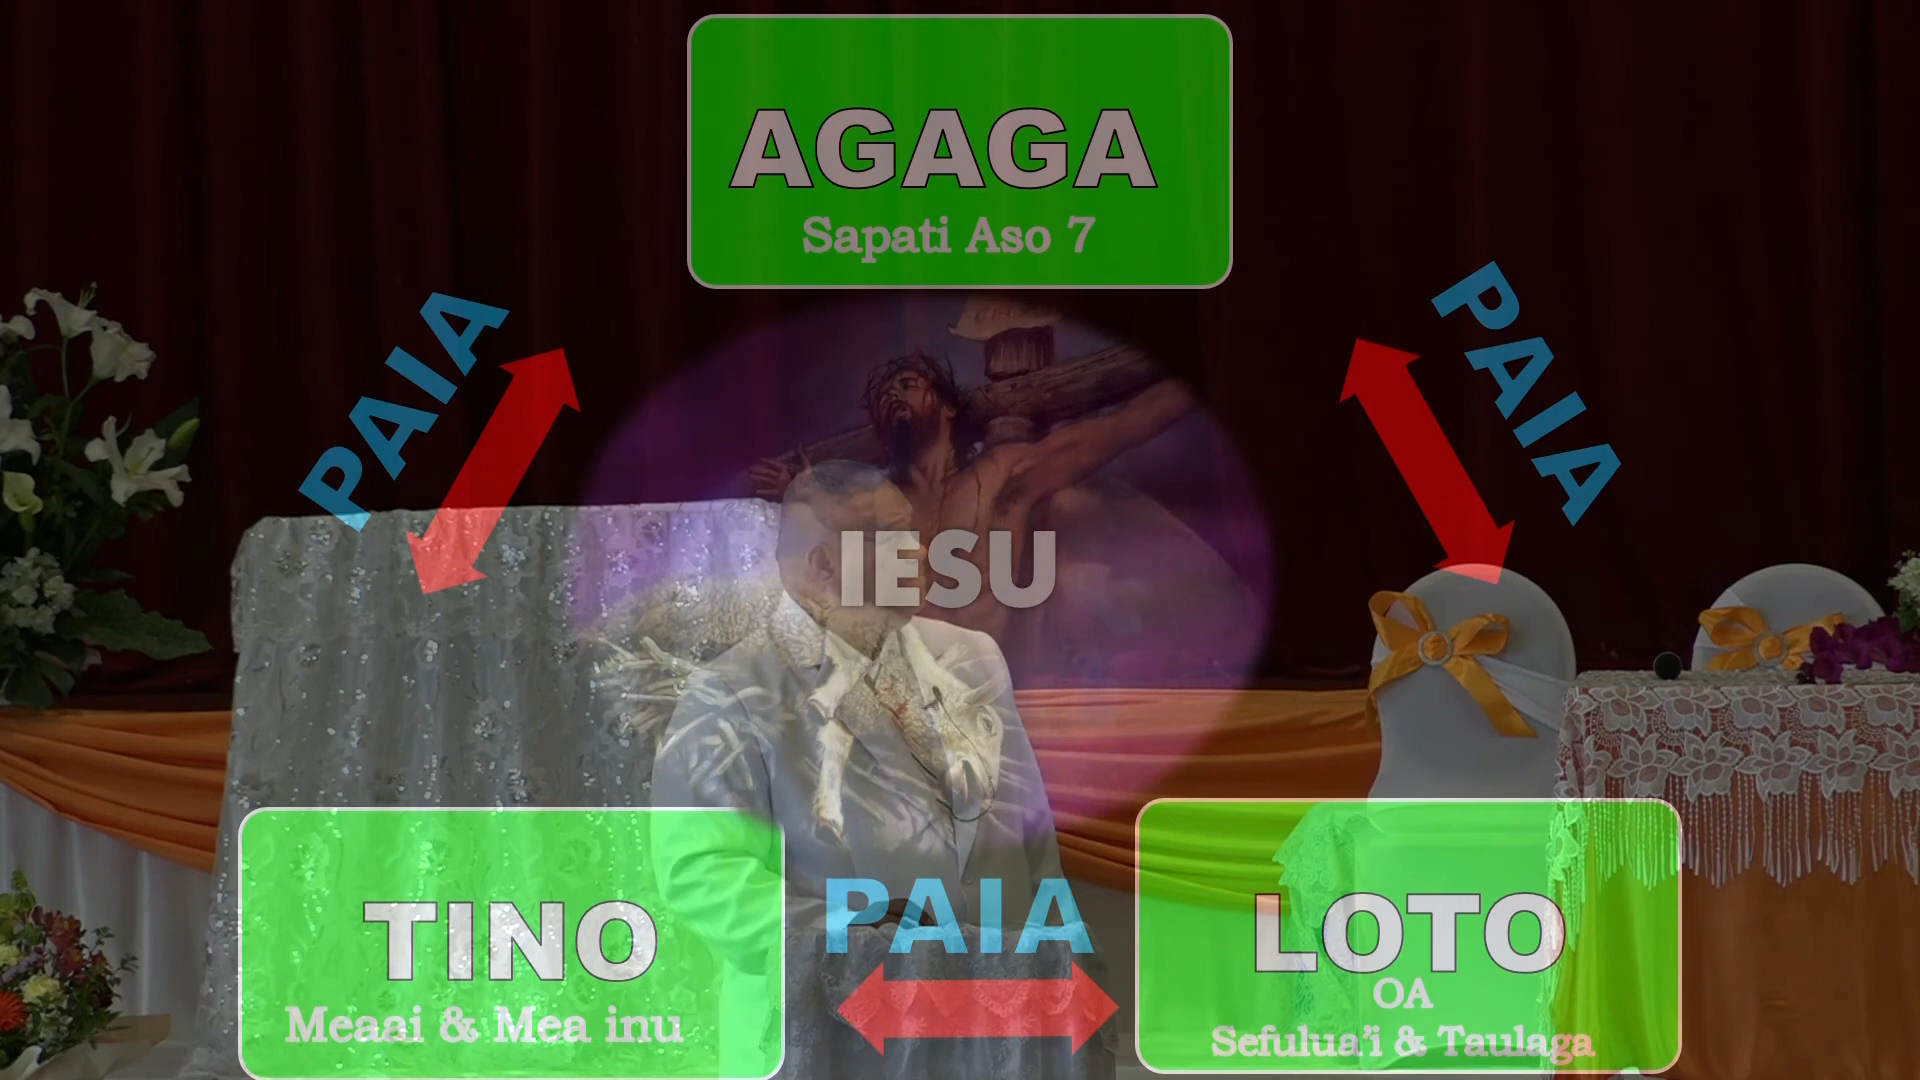 AGAGA
Sapati Aso 7
PAIA
PAIA
IESU
TINO
Meaai & Mea inu
PAIA
LOTO
OA
Sefulua'i & Taulaga